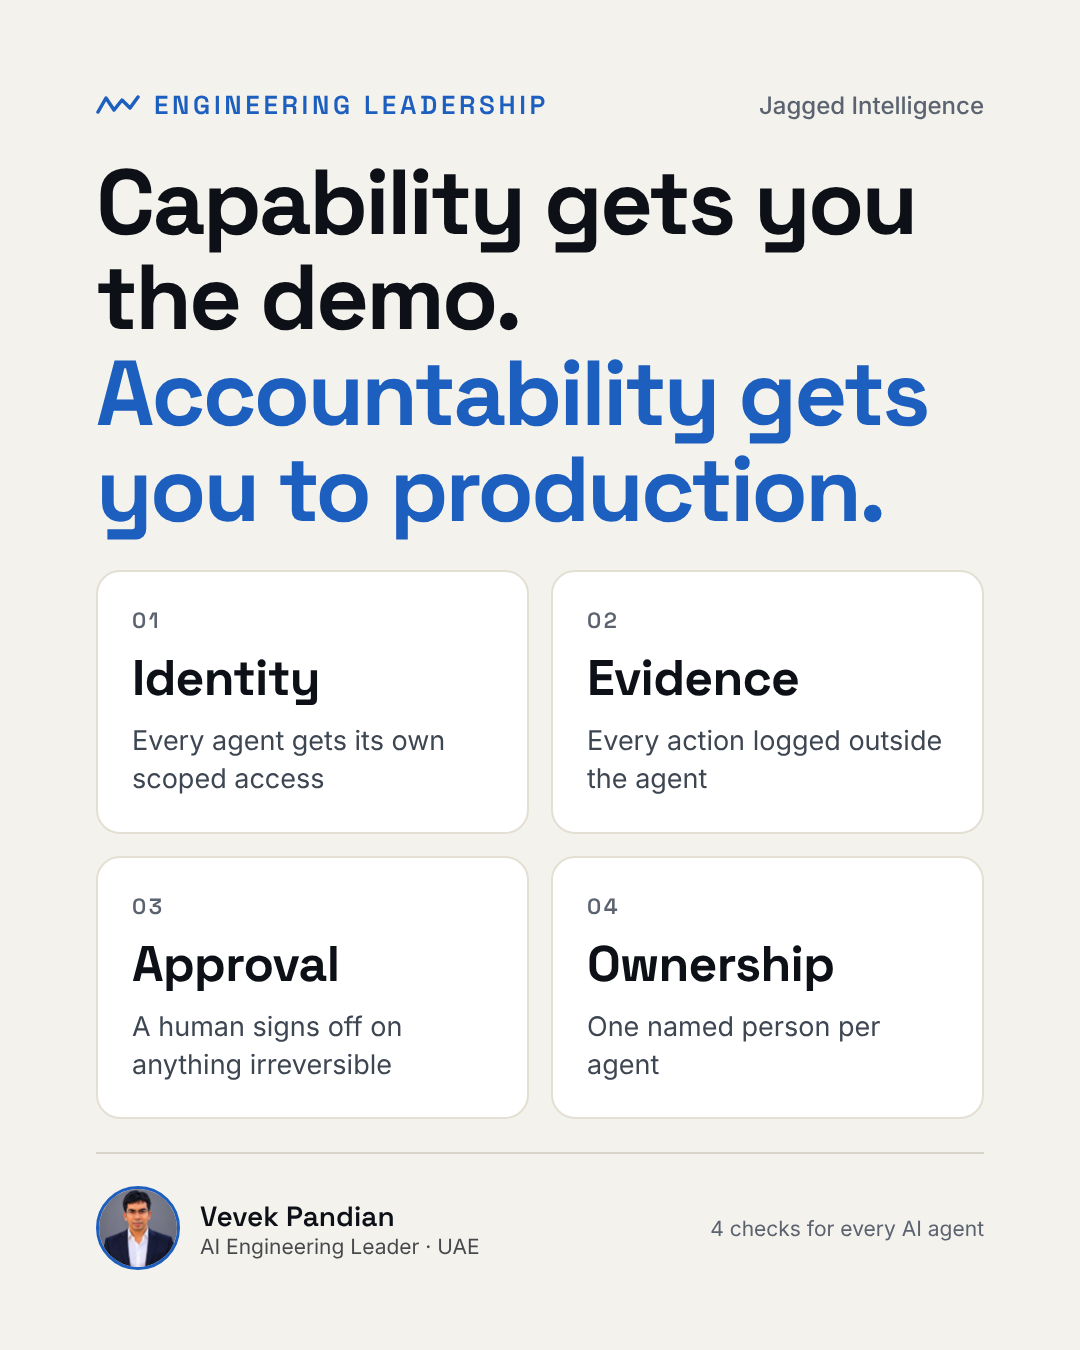 ENGINEERING LEADERSHIP
Jagged Intelligence
Capability gets you
the demo.
Accountability gets
you to production.
01
Identity
Every agent gets its own
scoped access
02
Evidence
Every action logged outside
the agent
03
Approval
A human signs off on
anything irreversible
04
Ownership
One named person per
agent
Vevek Pandian
AI Engineering Leader · UAE
4 checks for every AI agent